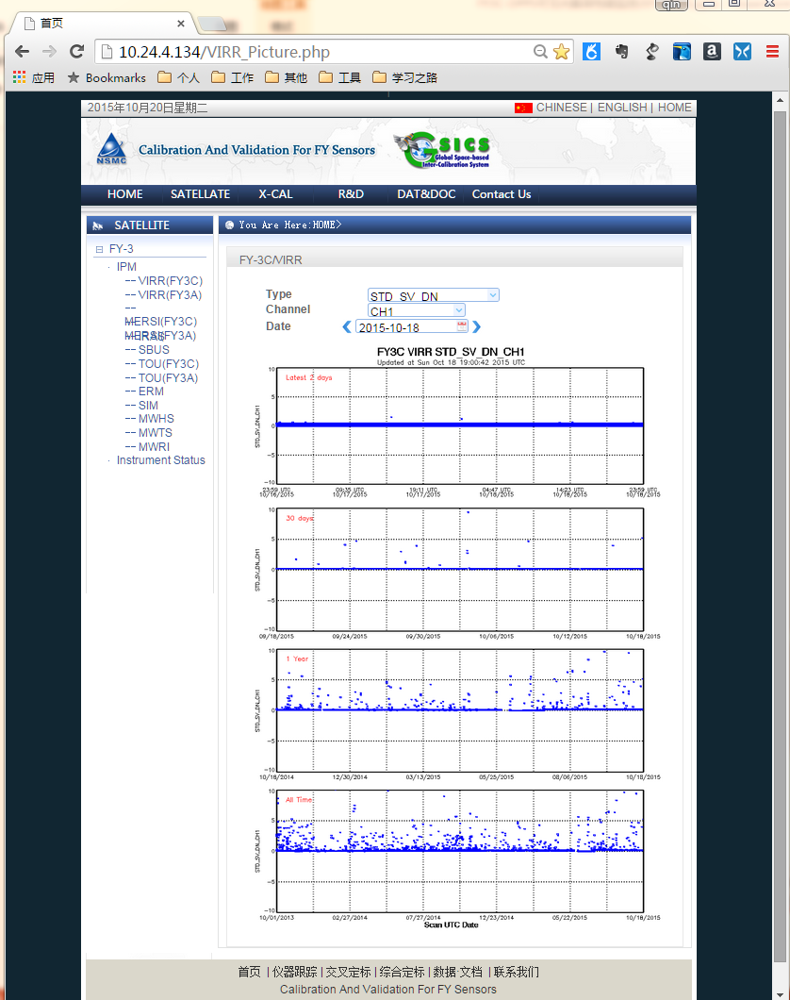 qin
首页
10.24.4.134/VIRR_Picture.php
应用 Bookmarks 个人 工作 其他 工具 学习之路
2015年10月20日星期二
CHINESE | ENGLISH | HOME
NSMC
Calibration And Validation For FY Sensors
GSICS
Global Space-based
Inter-Calibration System
HOME SATELLATE X-CAL R&D DAT&DOC Contact Us
SATELLITE
You Are Here:HOME>
FY-3
IPM
-- VIRR(FY3C)
-- VIRR(FY3A)
--
MERSI(FY3C)
MERSI(FY3A)
-- IRAS
-- SBUS
-- TOU(FY3C)
-- TOU(FY3A)
-- ERM
-- SIM
-- MWHS
-- MWTS
-- MWRI
Instrument Status
FY-3C/VIRR
Type STD_SV_DN
Channel CH1
Date 2015-10-18
FY3C VIRR STD_SV_DN_CH1
Updated at Sun Oct 18 19:00:42 2015 UTC
Latest 2 days
STD_SV_DN_CH1
10
5
0
-5
-10
23:59 UTC 09:35 UTC 19:11 UTC 04:47 UTC 14:23 UTC 23:59 UTC
10/16/2015 10/17/2015 10/17/2015 10/18/2015 10/18/2015 10/18/2015
30 days
STD_SV_DN_CH1
10
5
0
-5
-10
09/18/2015 09/24/2015 09/30/2015 10/06/2015 10/12/2015 10/18/2015
1 Year
STD_SV_DN_CH1
10
5
0
-5
-10
10/18/2014 12/30/2014 03/13/2015 05/25/2015 08/06/2015 10/18/2015
All Time
STD_SV_DN_CH1
10
5
0
-5
-10
10/01/2013 02/27/2014 07/27/2014 12/23/2014 05/22/2015 10/18/2015
Scan UTC Date
首页 | 仪器跟踪 | 交叉定标 | 综合定标 | 数据·文档 | 联系我们
Calibration And Validation For FY Sensors